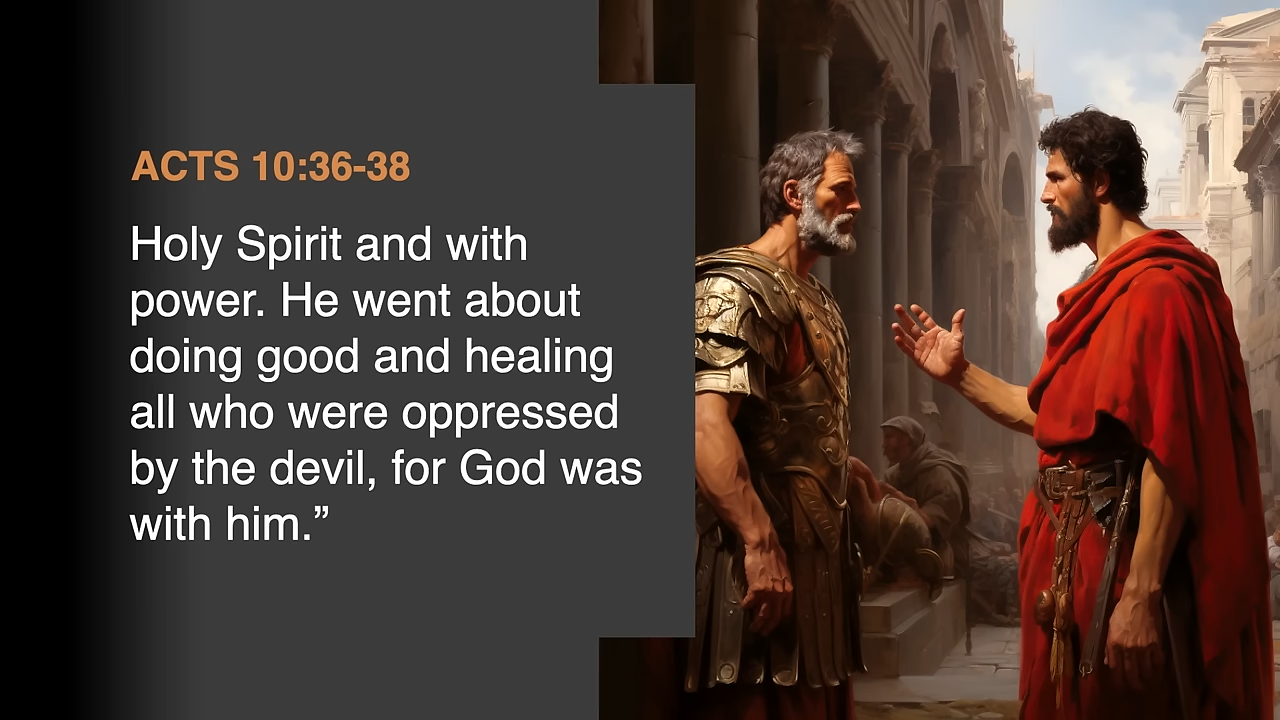 ACTS 10:36-38
Holy Spirit and with
power. He went about
doing good and healing
all who were oppressed
by the devil, for God was
with him.”